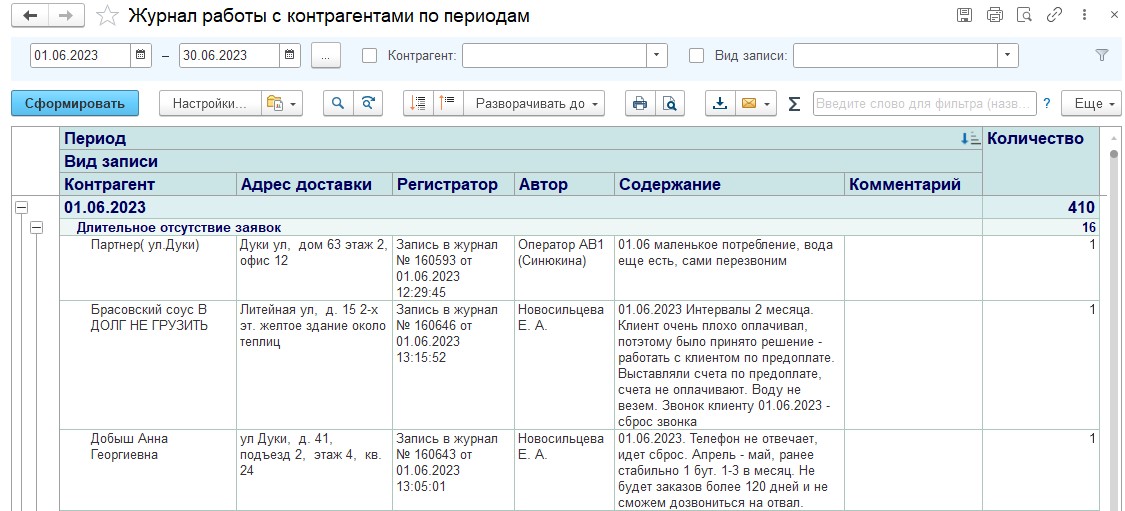 Журнал работы с контрагентами по периодам
01.06.2023 – 30.06.2023 ... Контрагент: Вид записи:
Сформировать Настройки... Разворачивать до Σ Введите слово для фильтра (назв... ? Еще
Период Количество
Вид записи
Контрагент Адрес доставки Регистратор Автор Содержание Комментарий
01.06.2023 410
Длительное отсутствие заявок 16
Партнер( ул.Дуки) Дуки ул, дом 63 этаж 2, Запись в журнал Оператор АВ1 01.06 маленькое потребление, вода 1
офис 12 № 160593 от (Синюкина) еще есть, сами перезвоним
01.06.2023
12:29:45
Брасовский соус В Литейная ул, д. 15 2-х Запись в журнал Новосильцева 01.06.2023 Интервалы 2 месяца. 1
ДОЛГ НЕ ГРУЗИТЬ эт. желтое здание около № 160646 от Е. А. Клиент очень плохо оплачивал,
теплиц 01.06.2023 потэтому было принято решение -
13:15:52 работать с клиентом по предоплате.
Выставляли счета по предоплате,
счета не оплачивают. Воду не
везем. Звонок клиенту 01.06.2023 -
сброс звонка
Добыш Анна ул Дуки, д. 41, Запись в журнал Новосильцева 01.06.2023. Телефон не отвечает, 1
Георгиевна подъезд 2, этаж 4, кв. № 160643 от Е. А. идет сброс. Апрель - май, ранее
24 01.06.2023 стабильно 1 бут. 1-3 в месяц. Не
13:05:01 будет заказов более 120 дней и не
сможем дозвониться на отвал.